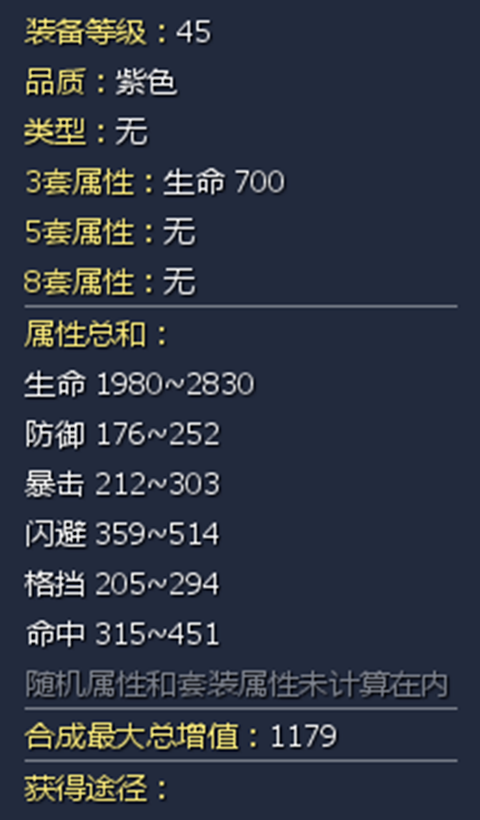 装备等级：45
品质：紫色
类型：无
3套属性：生命 700
5套属性：无
8套属性：无
属性总和：
生命 1980~2830
防御 176~252
暴击 212~303
闪避 359~514
格挡 205~294
命中 315~451
随机属性和套装属性未计算在内
合成最大总增值：1179
获得途径：